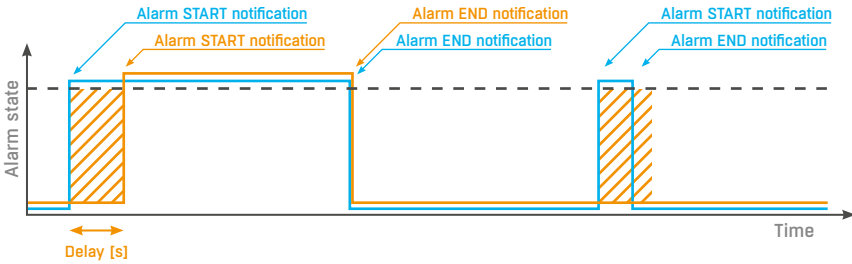 Alarm START notification
Alarm END notification
Alarm START notification
Alarm START notification
Alarm END notification
Alarm END notification
Alarm state
Time
Delay [s]